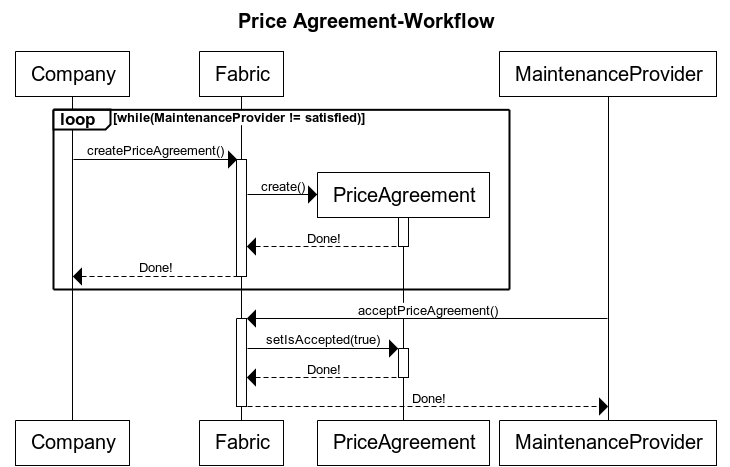 Price Agreement-Workflow
Company
Fabric
MaintenanceProvider
loop
[while(MaintenanceProvider != satisfied)]
createPriceAgreement()
create()
PriceAgreement
Done!
Done!
acceptPriceAgreement()
setIsAccepted(true)
Done!
Done!
Company
Fabric
PriceAgreement
MaintenanceProvider